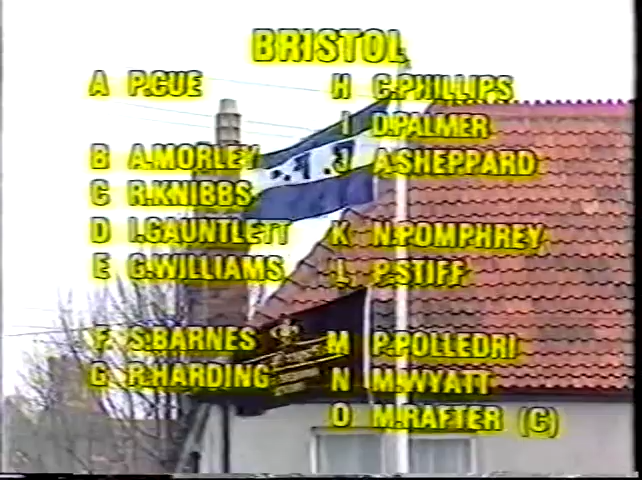 BRISTOL
A P.CUE
B A.MORLEY
C R.KNIBBS
D I.GAUNTLETT
E G.WILLIAMS
F S.BARNES
G R.HARDING
H C.PHILLIPS
I D.PALMER
J A.SHEPPARD
K N.POMPHREY
L P.STIFF
M P.POLLEDRI
N M.WYATT
O M.RAFTER (C)